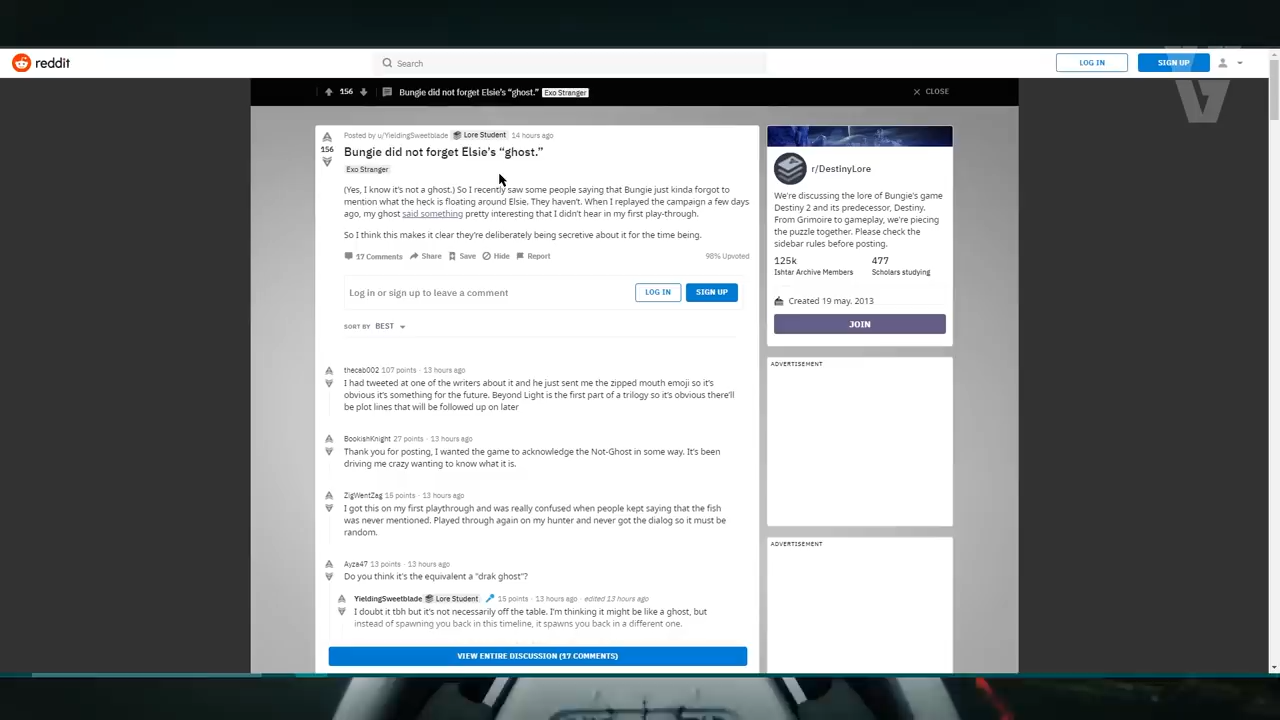 reddit
Search
LOG IN
SIGN UP
156
Bungie did not forget Elsie's “ghost.” Exo Stranger
CLOSE
Posted by u/YieldingSweetblade Lore Student 14 hours ago
156
Bungie did not forget Elsie's “ghost.”
Exo Stranger
(Yes, I know it's not a ghost.) So I recently saw some people saying that Bungie just kinda forgot to
mention what the heck is floating around Elsie. They haven't. When I replayed the campaign a few days
ago, my ghost said something pretty interesting that I didn't hear in my first play-through.
So I think this makes it clear they're deliberately being secretive about it for the time being.
17 Comments Share Save Hide Report
98% Upvoted
Log in or sign up to leave a comment
LOG IN
SIGN UP
SORT BY BEST
thecab002 107 points · 13 hours ago
I had tweeted at one of the writers about it and he just sent me the zipped mouth emoji so it's
obvious it's something for the future. Beyond Light is the first part of a trilogy so it's obvious there'll
be plot lines that will be followed up on later
BookishKnight 27 points · 13 hours ago
Thank you for posting, I wanted the game to acknowledge the Not-Ghost in some way. It's been
driving me crazy wanting to know what it is.
ZigWentZag 15 points · 13 hours ago
I got this on my first playthrough and was really confused when people kept saying that the fish
was never mentioned. Played through again on my hunter and never got the dialog so it must be
random.
Ayza47 13 points · 13 hours ago
Do you think it's the equivalent a "drak ghost"?
YieldingSweetblade Lore Student 15 points · 13 hours ago · edited 13 hours ago
I doubt it tbh but it's not necessarily off the table. I'm thinking it might be like a ghost, but
instead of spawning you back in this timeline, it spawns you back in a different one.
VIEW ENTIRE DISCUSSION (17 COMMENTS)
r/DestinyLore
We're discussing the lore of Bungie's game
Destiny 2 and its predecessor, Destiny.
From Grimoire to gameplay, we're piecing
the puzzle together. Please check the
sidebar rules before posting.
125k
Ishtar Archive Members
477
Scholars studying
Created 19 may. 2013
JOIN
ADVERTISEMENT
ADVERTISEMENT